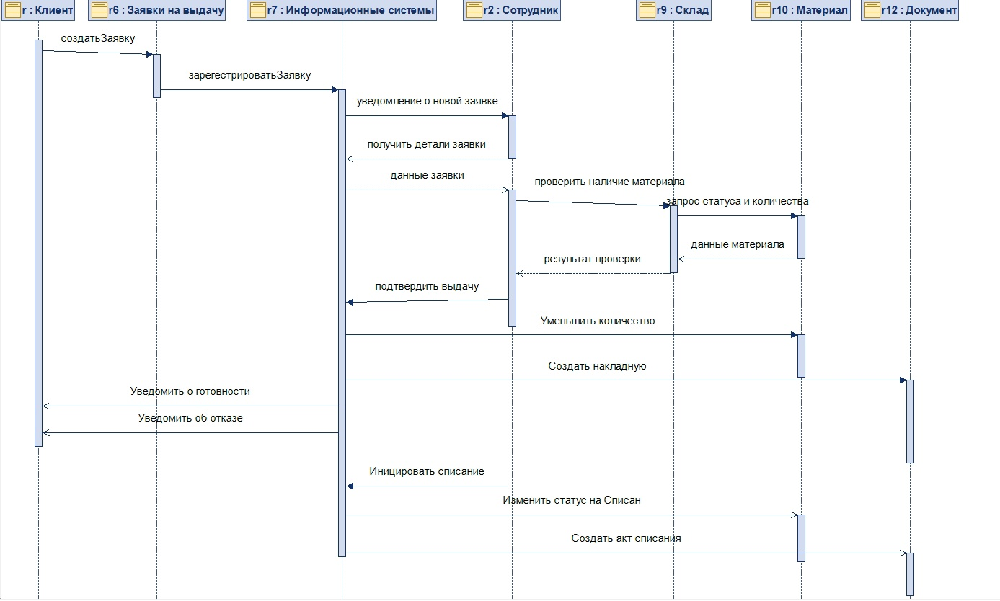 r : Клиент
r6 : Заявки на выдачу
r7 : Информационные системы
r2 : Сотрудник
r9 : Склад
r10 : Материал
r12 : Документ
создатьЗаявку
зарегестрироватьЗаявку
уведомление о новой заявке
получить детали заявки
данные заявки
проверить наличие материала
запрос статуса и количества
данные материала
результат проверки
подтвердить выдачу
Уменьшить количество
Создать накладную
Уведомить о готовности
Уведомить об отказе
Иницировать списание
Изменить статус на Списан
Создать акт списания